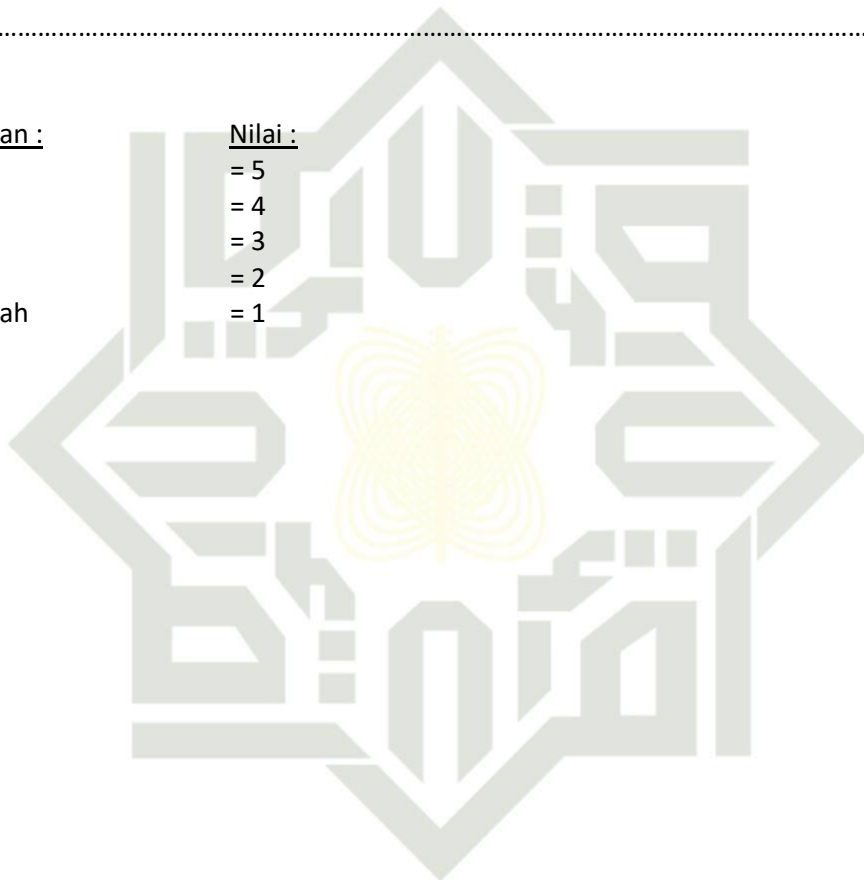 an :	Nilai :
= 5
= 4
= 3
= 2
ah	= 1